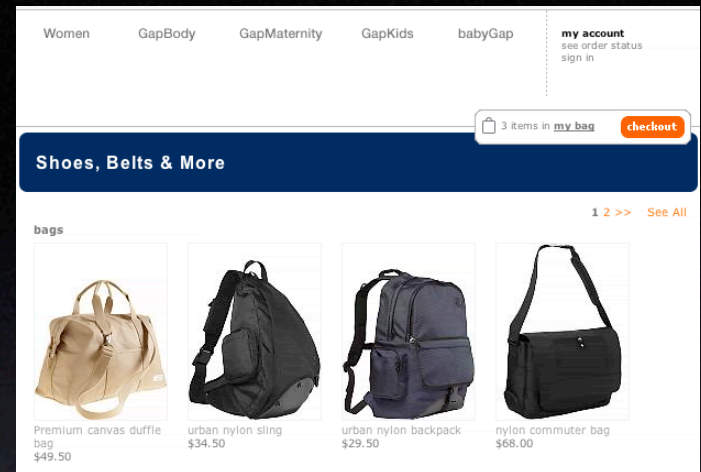 Women GapBody GapMaternity GapKids babyGap
my account
see order status
sign in
3 items in my bag checkout
Shoes, Belts & More
1 2 >> See All
bags
Premium canvas duffle bag
$49.50
urban nylon sling
$34.50
urban nylon backpack
$29.50
nylon commuter bag
$68.00